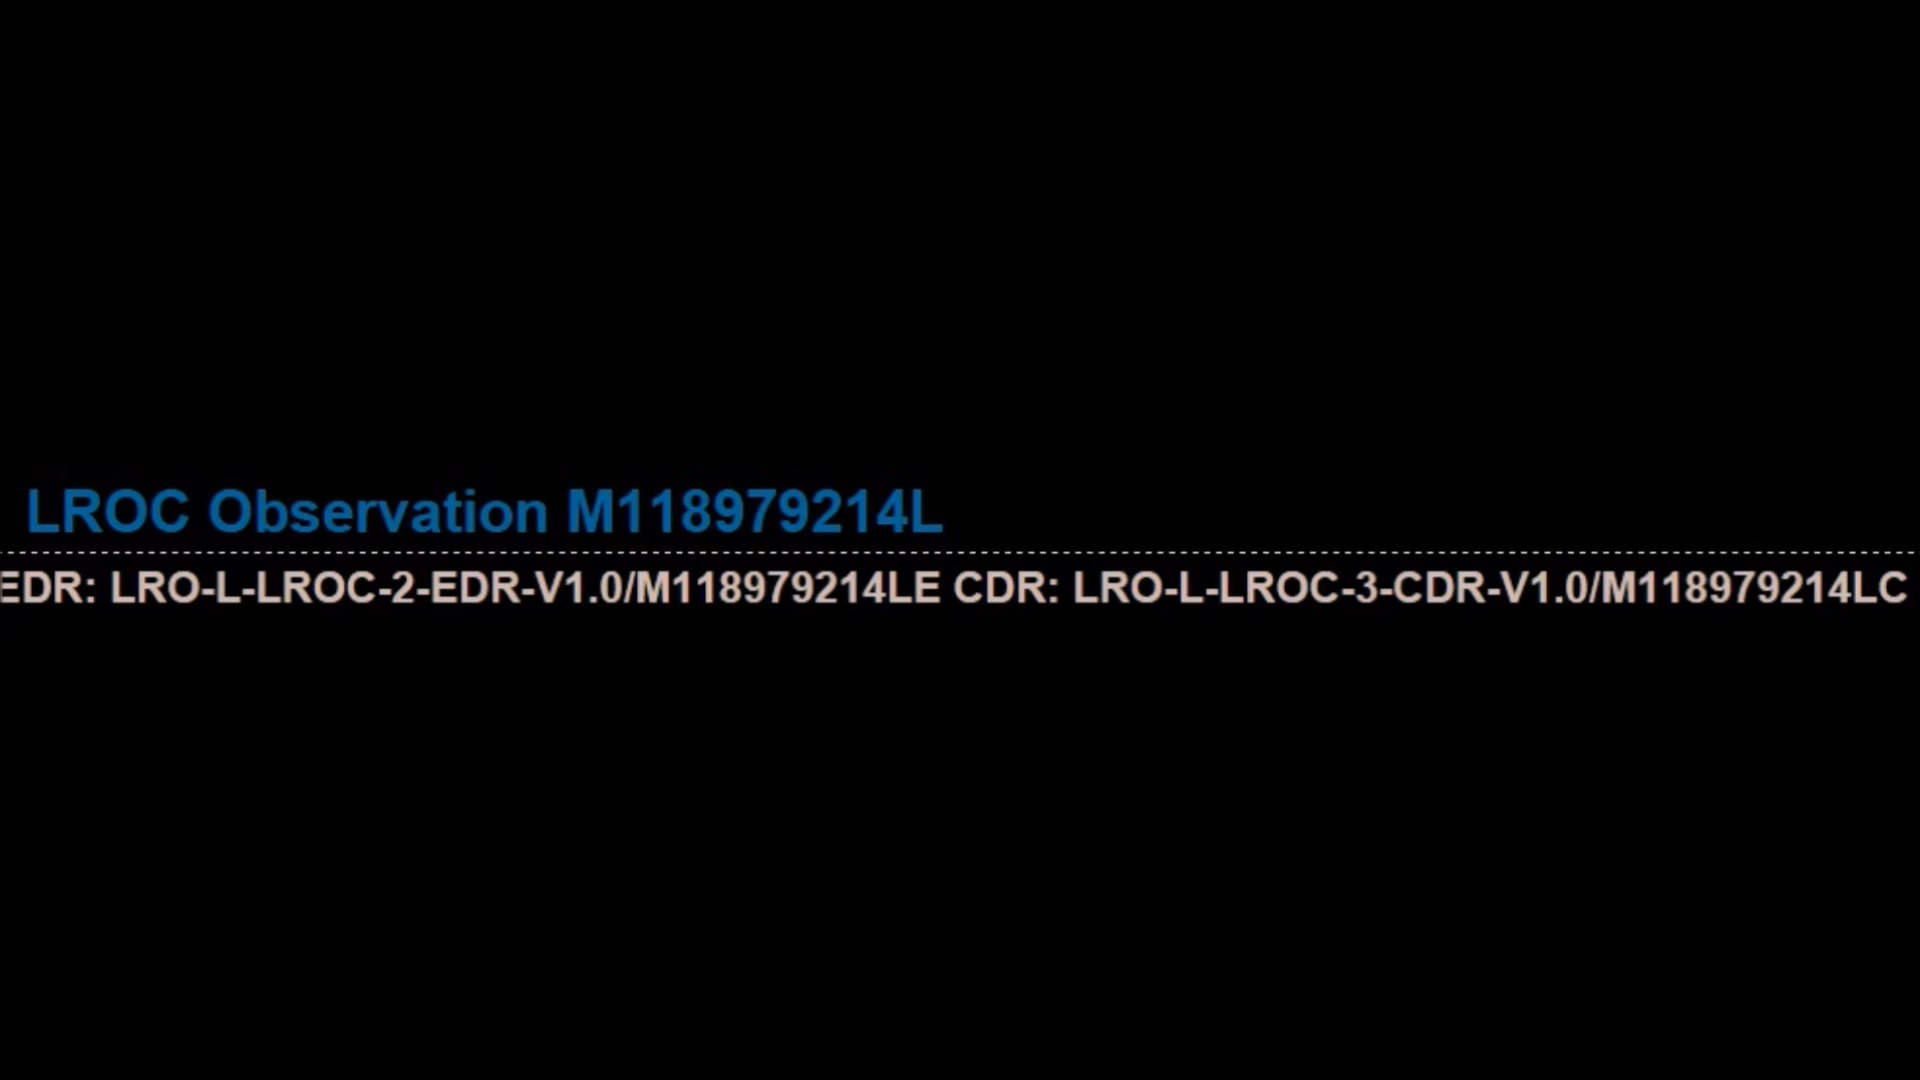 LROC Observation M118979214L
EDR: LRO-L-LROC-2-EDR-V1.0/M118979214LE CDR: LRO-L-LROC-3-CDR-V1.0/M118979214LC